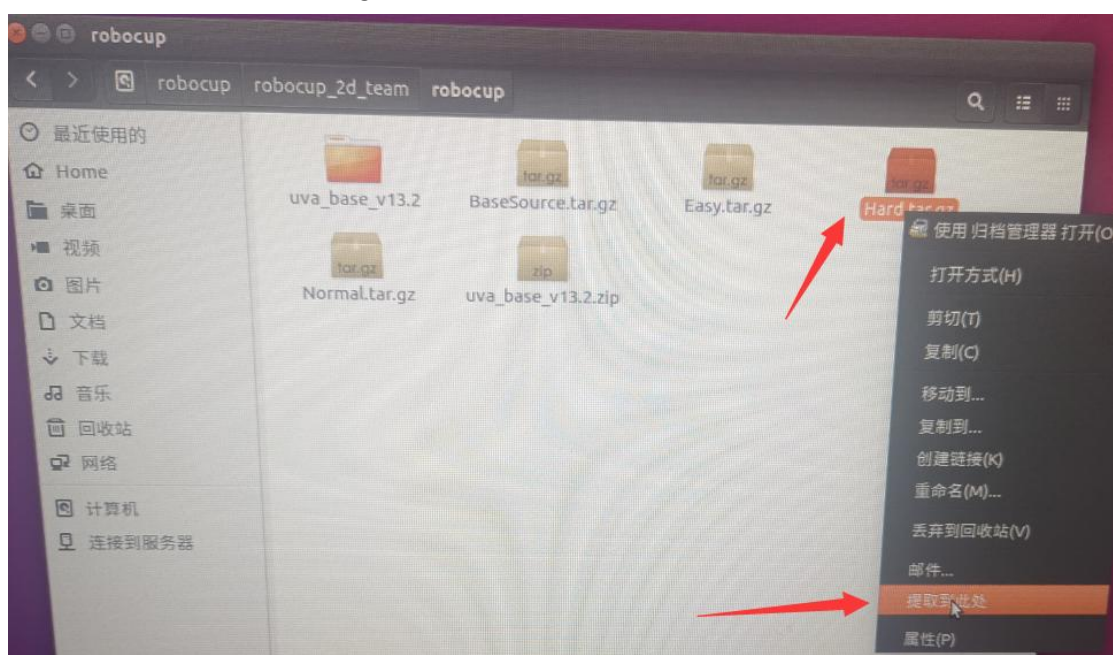 robocup
robocup robocup_2d_team robocup
最近使用的
Home
桌面
视频
图片
文档
下载
音乐
回收站
网络
计算机
连接到服务器
tar.gz
tar.gz
tar.gz
uva_base_v13.2
BaseSource.tar.gz
Easy.tar.gz
Hard.tar.gz
tar.gz
zip
Normal.tar.gz
uva_base_v13.2.zip
使用 归档管理器 打开(O
打开方式(H)
剪切(T)
复制(C)
移动到...
复制到...
创建链接(K)
重命名(M)...
丢弃到回收站(V)
邮件...
提取到此处
属性(P)